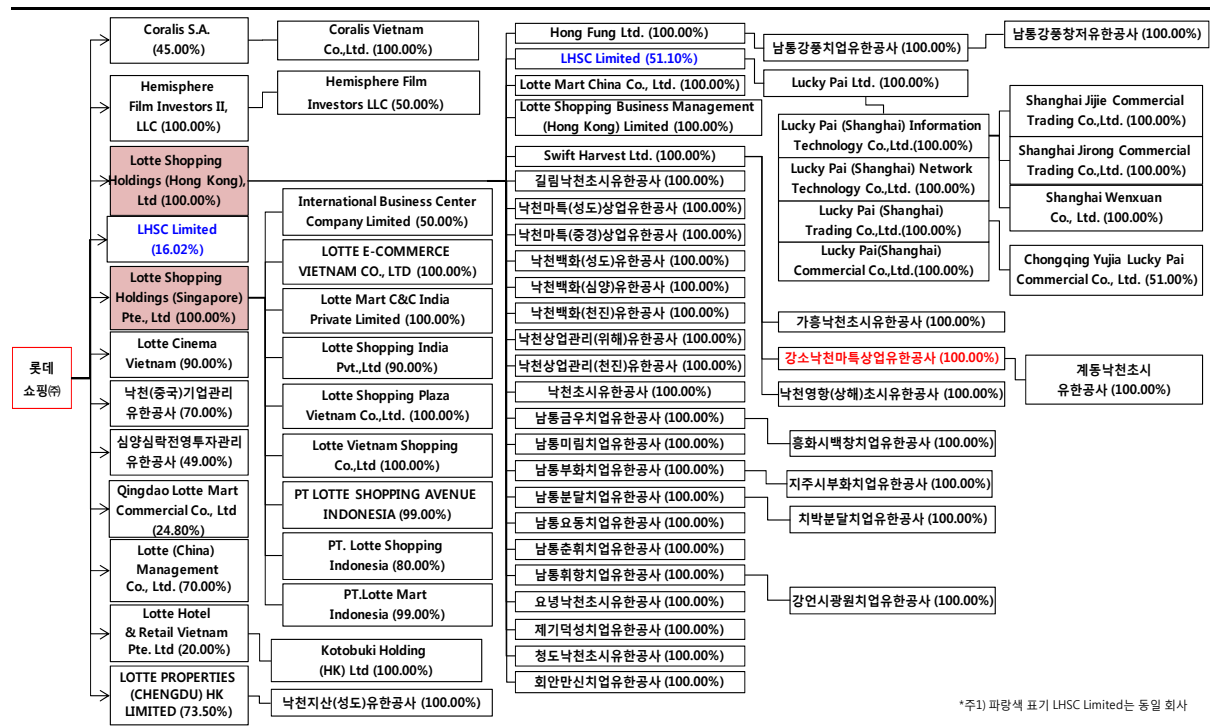 롯데
쇼핑㈜
Coralis S.A.
(45.00%)
Hemisphere
Film Investors II,
LLC (100.00%)
Lotte Shopping
Holdings (Hong Kong),
Ltd (100.00%)
LHSC Limited
(16.02%)
Lotte Shopping
Holdings (Singapore)
Pte., Ltd (100.00%)
Lotte Cinema
Vietnam (90.00%)
낙천(중국)기업관리
유한공사 (70.00%)
심양심락전영투자관리
유한공사 (49.00%)
Qingdao Lotte Mart
Commercial Co., Ltd
(24.80%)
Lotte (China)
Management
Co., Ltd. (70.00%)
Lotte Hotel
& Retail Vietnam
Pte. Ltd (20.00%)
LOTTE PROPERTIES
(CHENGDU) HK
LIMITED (73.50%)
Coralis Vietnam
Co.,Ltd. (100.00%)
Hemisphere Film
Investors LLC (50.00%)
International Business Center
Company Limited (50.00%)
LOTTE E-COMMERCE
VIETNAM CO., LTD (100.00%)
Lotte Mart C&C India
Private Limited (100.00%)
Lotte Shopping India
Pvt.,Ltd (90.00%)
Lotte Shopping Plaza
Vietnam Co.,Ltd. (100.00%)
Lotte Vietnam Shopping
Co.,Ltd (100.00%)
PT LOTTE SHOPPING AVENUE
INDONESIA (99.00%)
PT. Lotte Shopping
Indonesia (80.00%)
PT.Lotte Mart
Indonesia (99.00%)
Kotobuki Holding
(HK) Ltd (100.00%)
낙천지산(성도)유한공사 (100.00%)
Hong Fung Ltd. (100.00%)
LHSC Limited (51.10%)
Lotte Mart China Co., Ltd. (100.00%)
Lotte Shopping Business Management
(Hong Kong) Limited (100.00%)
Swift Harvest Ltd. (100.00%)
길림낙천초시유한공사 (100.00%)
낙천마특(성도)상업유한공사 (100.00%)
낙천마특(중경)상업유한공사 (100.00%)
낙천백화(성도)유한공사 (100.00%)
낙천백화(심양)유한공사 (100.00%)
낙천백화(천진)유한공사 (100.00%)
낙천상업관리(위해)유한공사 (100.00%)
낙천상업관리(천진)유한공사 (100.00%)
낙천초시유한공사 (100.00%)
남통금우치업유한공사 (100.00%)
남통미림치업유한공사 (100.00%)
남통부화치업유한공사 (100.00%)
남통분달치업유한공사 (100.00%)
남통요동치업유한공사 (100.00%)
남통춘휘치업유한공사 (100.00%)
남통휘항치업유한공사 (100.00%)
요녕낙천초시유한공사 (100.00%)
제기덕성치업유한공사 (100.00%)
청도낙천초시유한공사 (100.00%)
회안만신치업유한공사 (100.00%)
남통강풍치업유한공사 (100.00%)
Lucky Pai Ltd. (100.00%)
Lucky Pai (Shanghai) Information
Technology Co.,Ltd.(100.00%)
Lucky Pai (Shanghai) Network
Technology Co.,Ltd. (100.00%)
Lucky Pai (Shanghai)
Trading Co.,Ltd. (100.00%)
Lucky Pai(Shanghai)
Commercial Co.,Ltd.(100.00%)
가흥낙천초시유한공사 (100.00%)
강소낙천마특상업유한공사 (100.00%)
낙천영항(상해)초시유한공사 (100.00%)
흥화시백창치업유한공사 (100.00%)
지주시부화치업유한공사 (100.00%)
치박분달치업유한공사 (100.00%)
강언시광원치업유한공사 (100.00%)
남통강풍창저유한공사 (100.00%)
Shanghai Jijie Commercial
Trading Co.,Ltd. (100.00%)
Shanghai Jirong Commercial
Trading Co.,Ltd. (100.00%)
Shanghai Wenxuan
Co., Ltd. (100.00%)
Chongqing Yujia Lucky Pai
Commercial Co., Ltd. (51.00%)
계동낙천초시
유한공사 (100.00%)
*주1) 파랑색 표기 LHSC Limited는 동일 회사